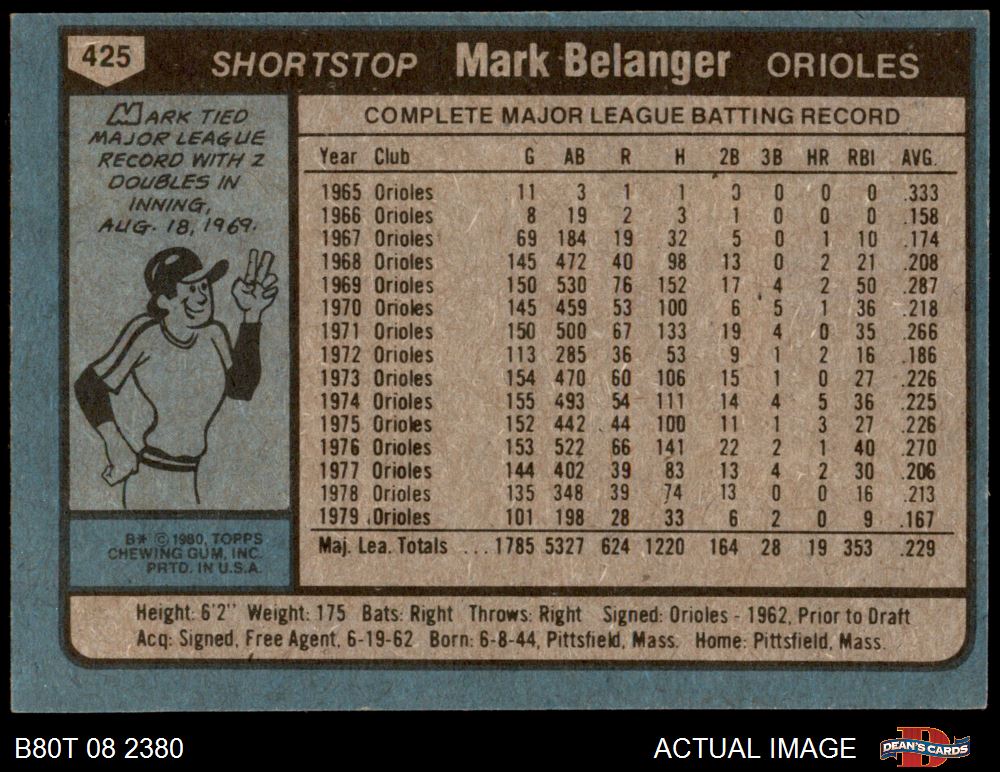 425 SHORTSTOP Mark Belanger ORIOLES
MARK TIED
MAJOR LEAGUE
RECORD WITH 2
DOUBLES IN
INNING,
AUG. 18, 1969.
B* © 1980, TOPPS
CHEWING GUM, INC.
PRTD. IN U.S.A.
COMPLETE MAJOR LEAGUE BATTING RECORD
Year Club G AB R H 2B 3B HR RBI AVG.
1965 Orioles 11 3 1 1 0 0 0 0 .333
1966 Orioles 8 19 2 3 1 0 0 0 .158
1967 Orioles 69 184 19 32 5 0 1 10 .174
1968 Orioles 145 472 40 98 13 0 2 21 .208
1969 Orioles 150 530 76 152 17 4 2 50 .287
1970 Orioles 145 459 53 100 6 5 1 36 .218
1971 Orioles 150 500 67 133 19 4 0 35 .266
1972 Orioles 113 285 36 53 9 1 2 16 .186
1973 Orioles 154 470 60 106 15 1 0 27 .226
1974 Orioles 155 493 54 111 14 4 5 36 .225
1975 Orioles 152 442 44 100 11 1 3 27 .226
1976 Orioles 153 522 66 141 22 2 1 40 .270
1977 Orioles 144 402 39 83 13 4 2 30 .206
1978 Orioles 135 348 39 74 13 0 0 16 .213
1979 Orioles 101 198 28 33 6 2 0 9 .167
Maj. Lea. Totals ... 1785 5327 624 1220 164 28 19 353 .229
Height: 6'2" Weight: 175 Bats: Right Throws: Right Signed: Orioles - 1962, Prior to Draft
Acq: Signed, Free Agent, 6-19-62 Born: 6-8-44, Pittsfield, Mass. Home: Pittsfield, Mass.
B80T 08 2380 ACTUAL IMAGE D DEAN'S CARDS